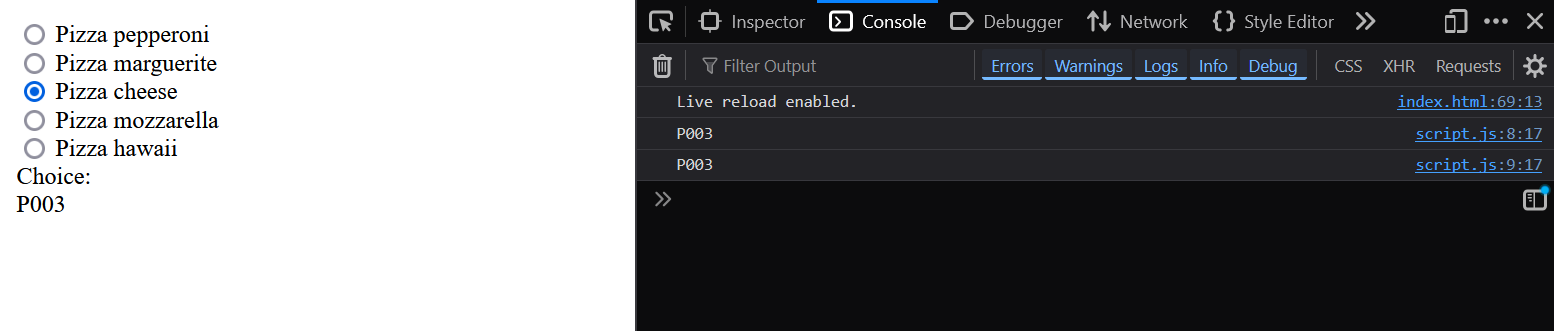 Pizza pepperoni
Pizza marguerite
Pizza cheese
Pizza mozzarella
Pizza hawaii
Choice:
P003
Inspector Console Debugger Network Style Editor
Filter Output Errors Warnings Logs Info Debug CSS XHR Requests
Live reload enabled. index.html:69:13
P003 script.js:8:17
P003 script.js:9:17